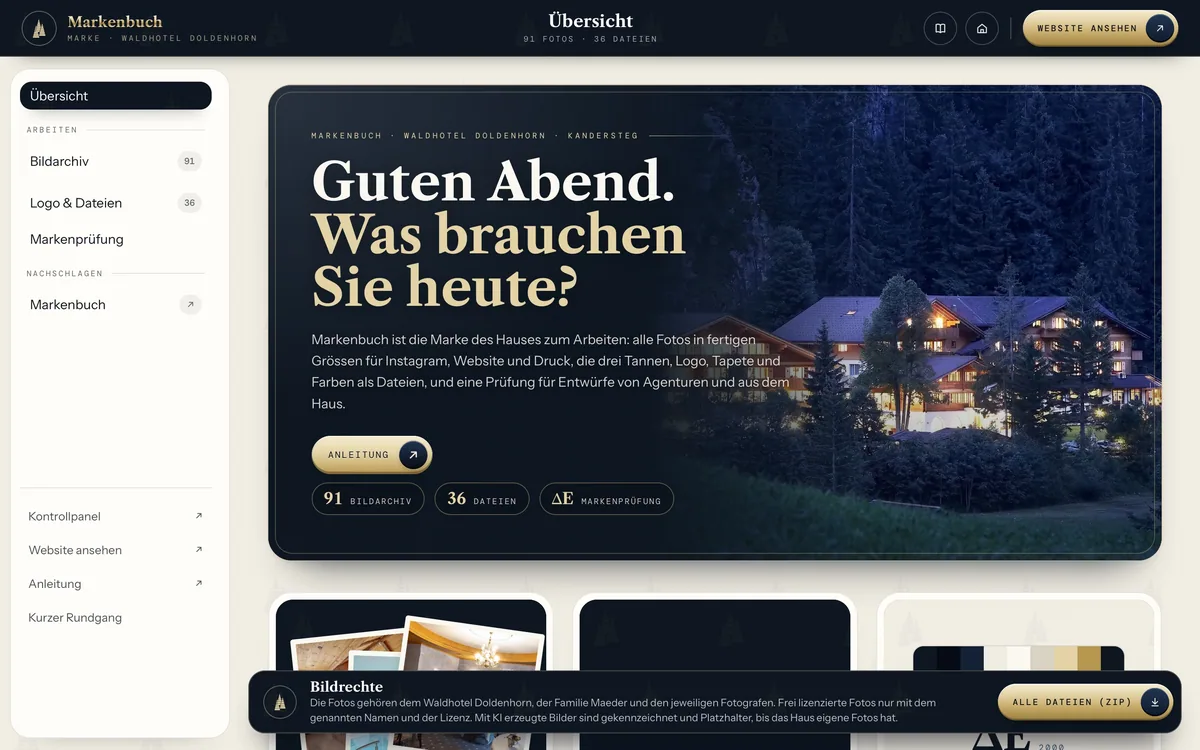 Markenbuch
MARKE · WALDHOTEL DOLDENHORN
Übersicht
91 FOTOS · 36 DATEIEN
WEBSITE ANSEHEN
Übersicht
ARBEITEN
Bildarchiv 91
Logo & Dateien 36
Markenprüfung
NACHSCHLAGEN
Markenbuch
Kontrollpanel
Website ansehen
Anleitung
Kurzer Rundgang
MARKENBUCH · WALDHOTEL DOLDENHORN · KANDERSTEG
Guten Abend.
Was brauchen
Sie heute?
Markenbuch ist die Marke des Hauses zum Arbeiten: alle Fotos in fertigen
Grössen für Instagram, Website und Druck, die drei Tannen, Logo, Tapete und
Farben als Dateien, und eine Prüfung für Entwürfe von Agenturen und aus dem
Haus.
ANLEITUNG
91 BILDARCHIV
36 DATEIEN
ΔE MARKENPRÜFUNG
Bildrechte
Die Fotos gehören dem Waldhotel Doldenhorn, der Familie Maeder und den jeweiligen Fotografen. Frei lizenzierte Fotos nur mit dem
genannten Namen und der Lizenz. Mit KI erzeugte Bilder sind gekennzeichnet und Platzhalter, bis das Haus eigene Fotos hat.
ALLE DATEIEN (ZIP)
ΔE 2000